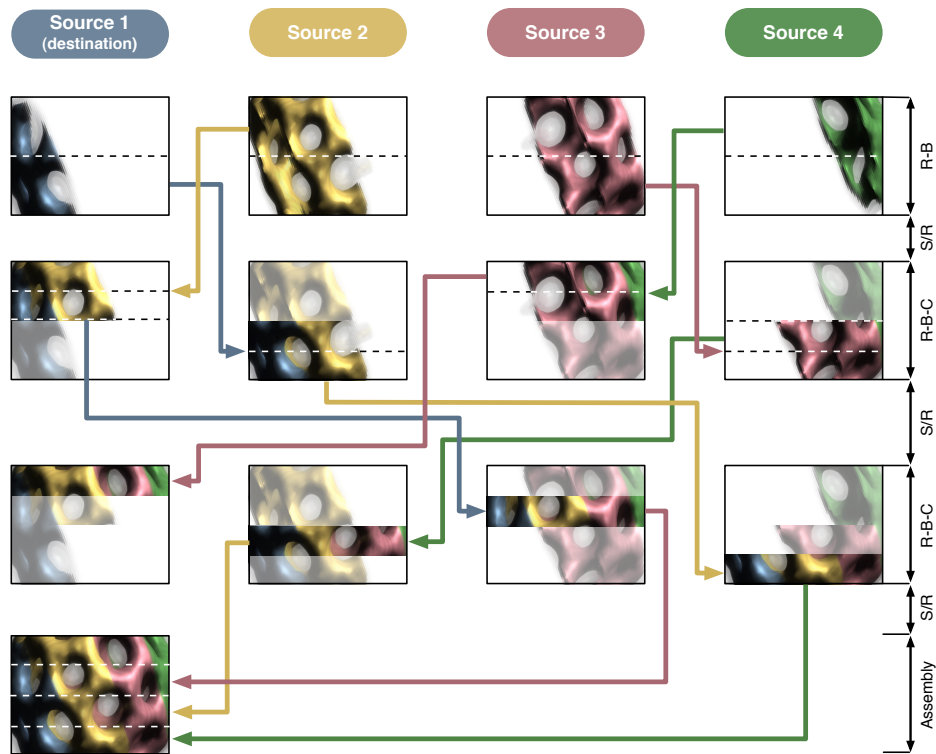 Source 1
(destination)
Source 2
Source 3
Source 4
R-B
S/R
R-B-C
S/R
R-B-C
S/R
Assembly